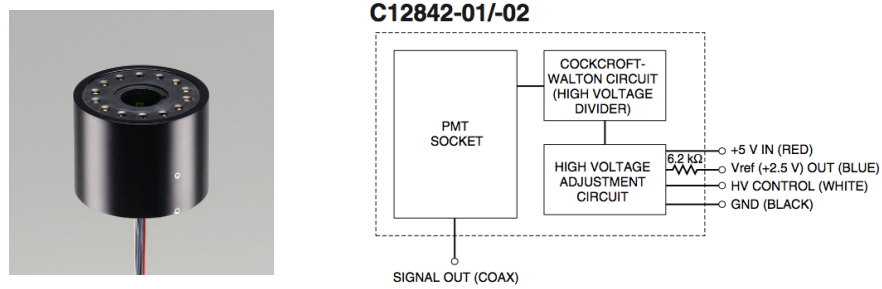 C12842-01/-02
COCKCROFT-
WALTON CIRCUIT
(HIGH VOLTAGE
DIVIDER)
PMT
SOCKET
HIGH VOLTAGE
ADJUSTMENT
CIRCUIT
6.2 kΩ
+5 V IN (RED)
Vref (+2.5 V) OUT (BLUE)
HV CONTROL (WHITE)
GND (BLACK)
SIGNAL OUT (COAX)